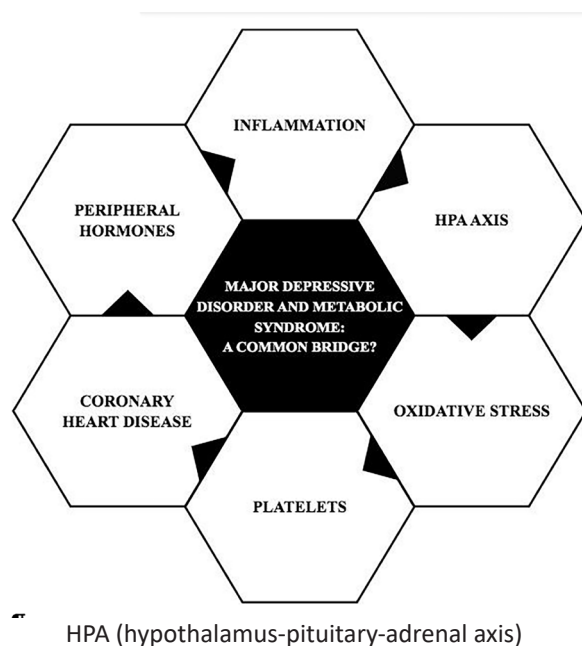 INFLAMMATION
PERIPHERAL
HORMONES
HPA AXIS
MAJOR DEPRESSIVE
DISORDER AND METABOLIC
SYNDROME:
A COMMON BRIDGE?
CORONARY
HEART DISEASE
OXIDATIVE STRESS
PLATELETS
¶
HPA (hypothalamus-pituitary-adrenal axis)